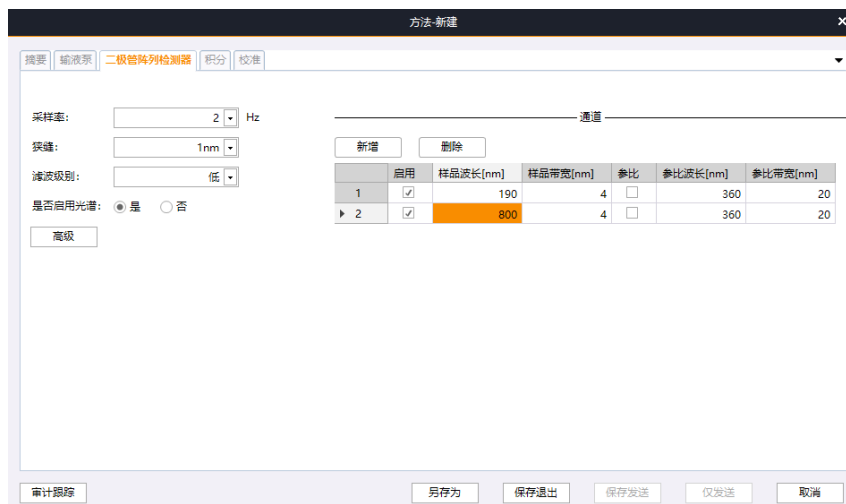 方法-新建
摘要 输液泵 二极管阵列检测器 积分 校准
采样率: 2 Hz
通道
狭缝: 1nm
新增 删除
滤波级别: 低
启用 样品波长[nm] 样品带宽[nm] 参比 参比波长[nm] 参比带宽[nm]
1 190 4 360 20
是否启用光谱: 是 否
2 800 4 360 20
高级
审计跟踪 另存为 保存退出 保存发送 仅发送 取消